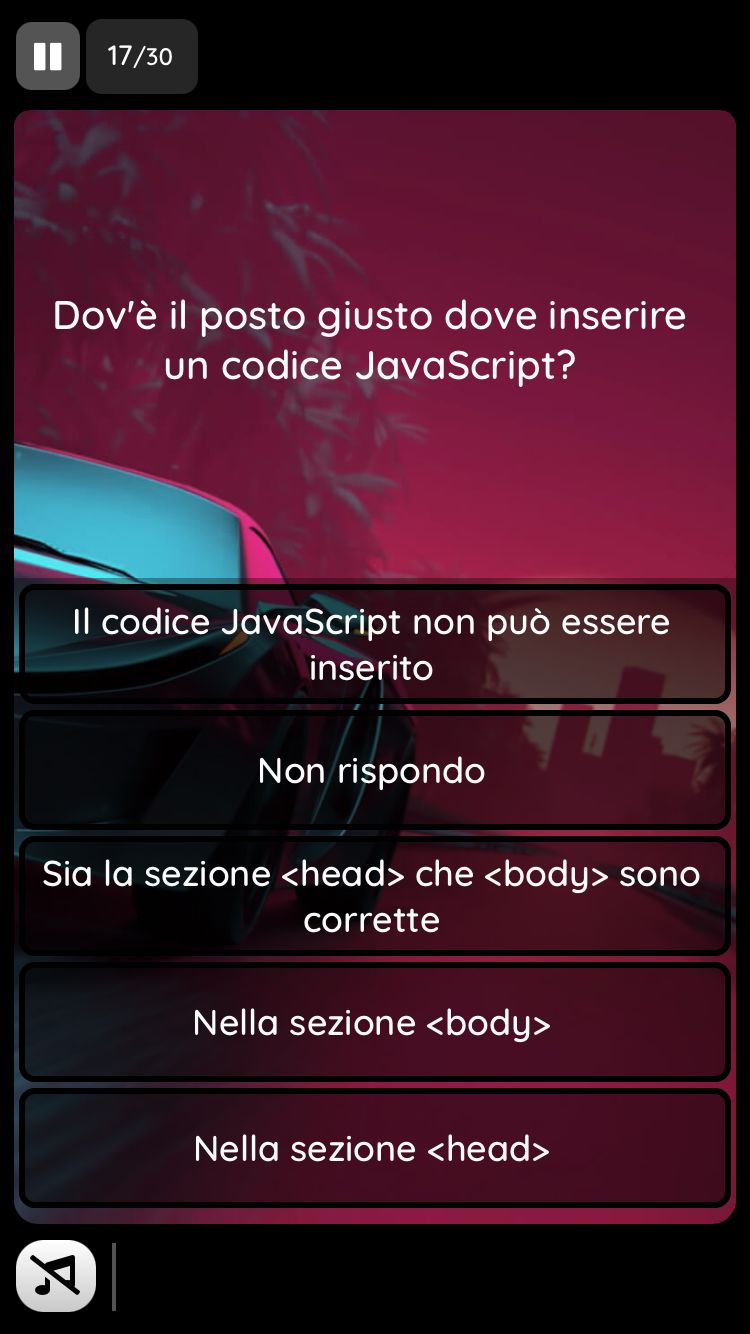 17/30
Dov'è il posto giusto dove inserire
un codice JavaScript?
Il codice JavaScript non può essere
inserito
Non rispondo
Sia la sezione <head> che <body> sono
corrette
Nella sezione <body>
Nella sezione <head>